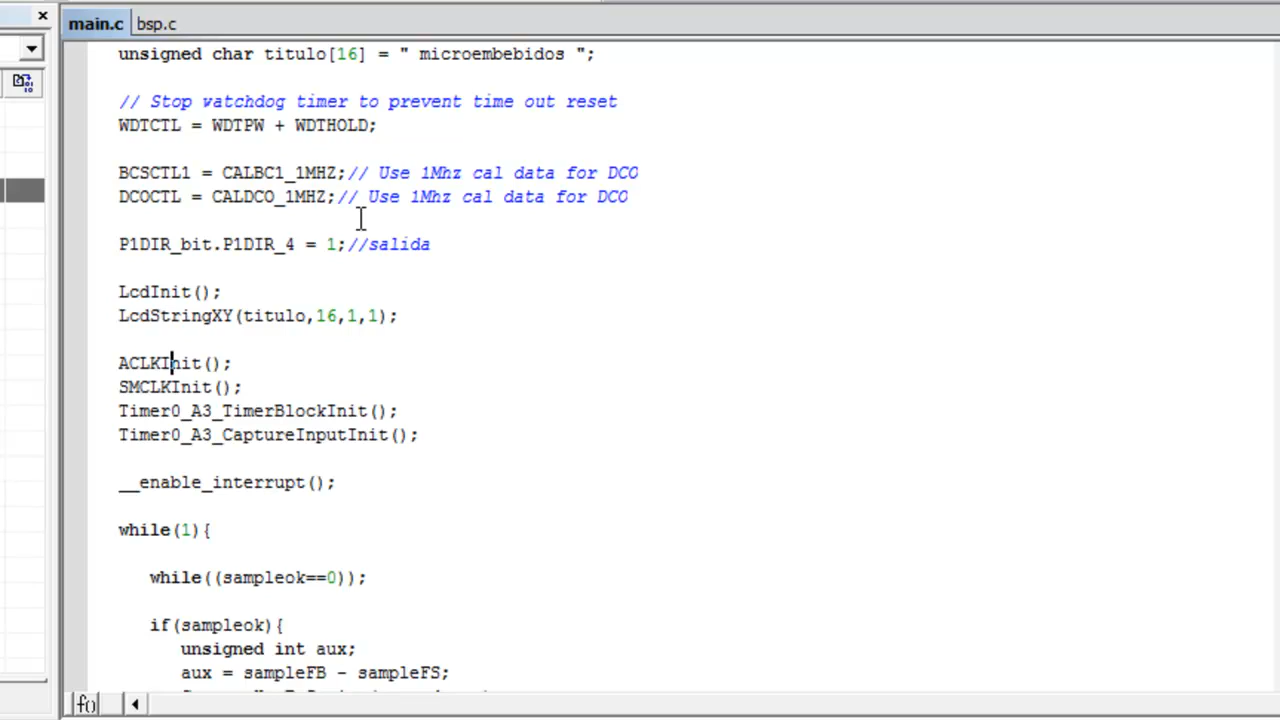 main.c bsp.c
unsigned char titulo[16] = " microembebidos ";
// Stop watchdog timer to prevent time out reset
WDTCTL = WDTPW + WDTHOLD;
BCSCTL1 = CALBC1_1MHZ;// Use 1Mhz cal data for DCO
DCOCTL = CALDCO_1MHZ;// Use 1Mhz cal data for DCO
P1DIR_bit.P1DIR_4 = 1;//salida
LcdInit();
LcdStringXY(titulo,16,1,1);
ACLKInit();
SMCLKInit();
Timer0_A3_TimerBlockInit();
Timer0_A3_CaptureInputInit();
__enable_interrupt();
while(1){
while((sampleok==0));
if(sampleok){
unsigned int aux;
aux = sampleFB - sampleFS;
f()